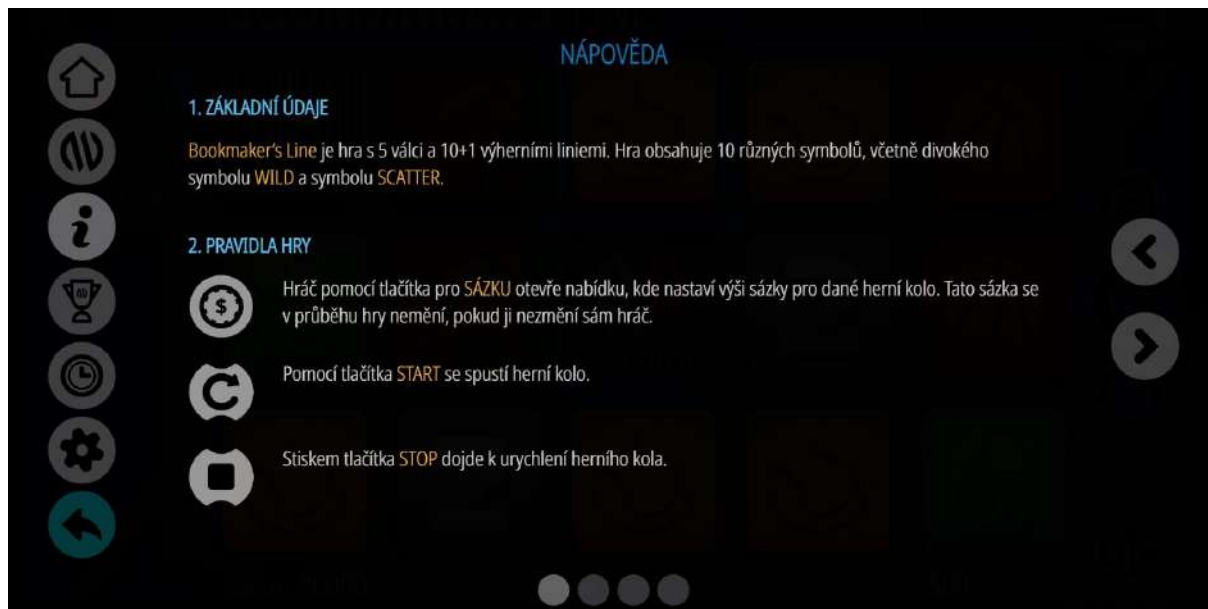 NÁPOVĚDA
1. ZÁKLADNÍ ÚDAJE
Bookmaker's Line je hra s 5 válci a 10+1 výherními liniemi. Hra obsahuje 10 různých symbolů, včetně divokého
symbolu WILD a symbolu SCATTER.
2. PRAVIDLA HRY
Hráč pomocí tlačítka pro SÁZKU otevře nabídku, kde nastaví výši sázky pro dané herní kolo. Tato sázka se
v průběhu hry nemění, pokud ji nezmění sám hráč.
Pomocí tlačítka START se spustí herní kolo.
Stiskem tlačítka STOP dojde k urychlení herního kola.